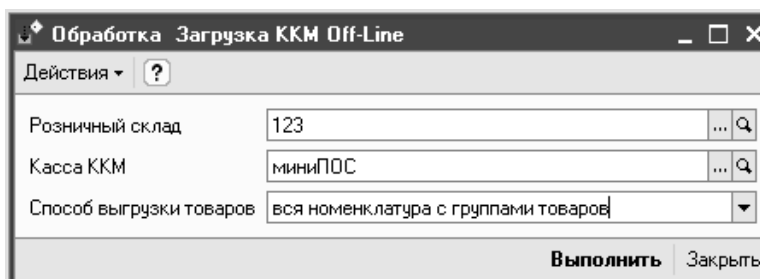 Обработка Загрузка ККМ Off-Line
Действия ?
Розничный склад 123 ...
Касса ККМ миниПОС ...
Способ выгрузки товаров вся номенклатура с группами товаров
Выполнить Закрыть